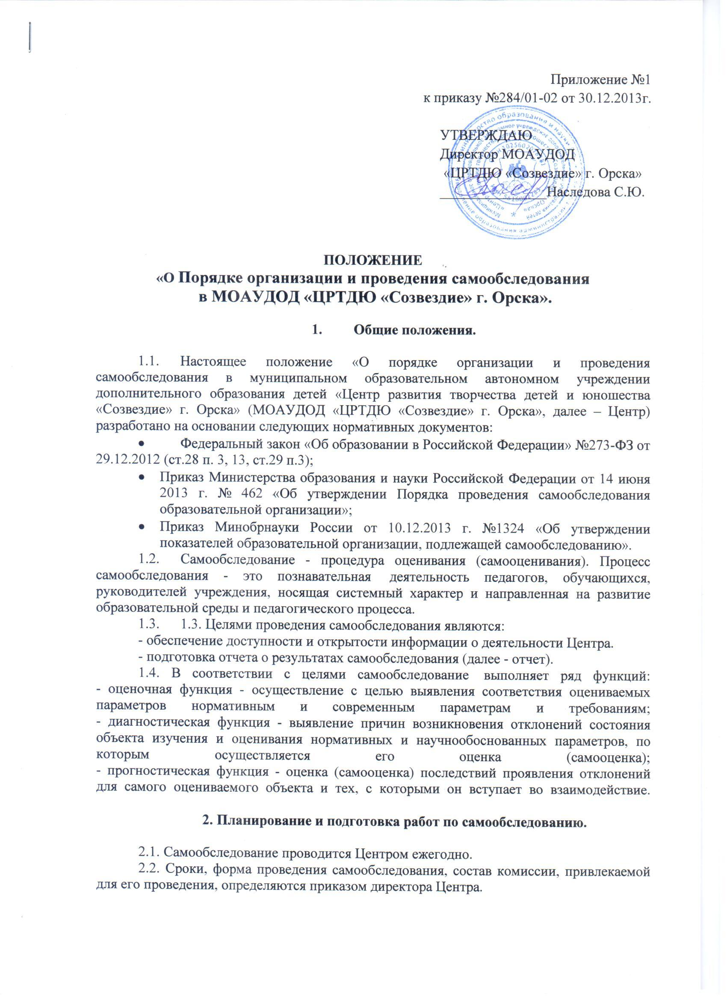 Приложение №1
к приказу №284/01-02 от 30.12.2013г.
УТВЕРЖДАЮ
Директор МОАУДОД
«ЦРТДЮ «Созвездие» г. Орска»
Наследова С.Ю.
ПОЛОЖЕНИЕ
«О Порядке организации и проведения самообследования
в МОАУДОД «ЦРТДЮ «Созвездие» г. Орска».
1. Общие положения.
1.1. Настоящее положение «О порядке организации и проведения
самообследования в муниципальном образовательном автономном учреждении
дополнительного образования детей «Центр развития творчества детей и юношества
«Созвездие» г. Орска» (МОАУДОД «ЦРТДЮ «Созвездие» г. Орска», далее – Центр)
разработано на основании следующих нормативных документов:
• Федеральный закон «Об образовании в Российской Федерации» №273-ФЗ от
29.12.2012 (ст.28 п. 3, 13, ст.29 п.3);
• Приказ Министерства образования и науки Российской Федерации от 14 июня
2013 г. № 462 «Об утверждении Порядка проведения самообследования
образовательной организации»;
• Приказ Минобрнауки России от 10.12.2013 г. №1324 «Об утверждении
показателей образовательной организации, подлежащей самообследованию».
1.2. Самообследование - процедура оценивания (самооценивания). Процесс
самообследования - это познавательная деятельность педагогов, обучающихся,
руководителей учреждения, носящая системный характер и направленная на развитие
образовательной среды и педагогического процесса.
1.3. 1.3. Целями проведения самообследования являются:
- обеспечение доступности и открытости информации о деятельности Центра.
- подготовка отчета о результатах самообследования (далее - отчет).
1.4. В соответствии с целями самообследование выполняет ряд функций:
- оценочная функция - осуществление с целью выявления соответствия оцениваемых
параметров нормативным и современным параметрам и требованиям;
- диагностическая функция - выявление причин возникновения отклонений состояния
объекта изучения и оценивания нормативных и научнообоснованных параметров, по
которым осуществляется его оценка (самооценка);
- прогностическая функция - оценка (самооценка) последствий проявления отклонений
для самого оцениваемого объекта и тех, с которыми он вступает во взаимодействие.
2. Планирование и подготовка работ по самообследованию.
2.1. Самообследование проводится Центром ежегодно.
2.2. Сроки, форма проведения самообследования, состав комиссии, привлекаемой
для его проведения, определяются приказом директора Центра.